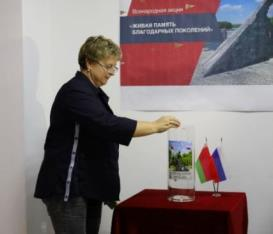 Всенародная акция
«ЖИВАЯ ПАМЯТЬ
БЛАГОДАРНЫХ ПОКОЛЕНИЙ»